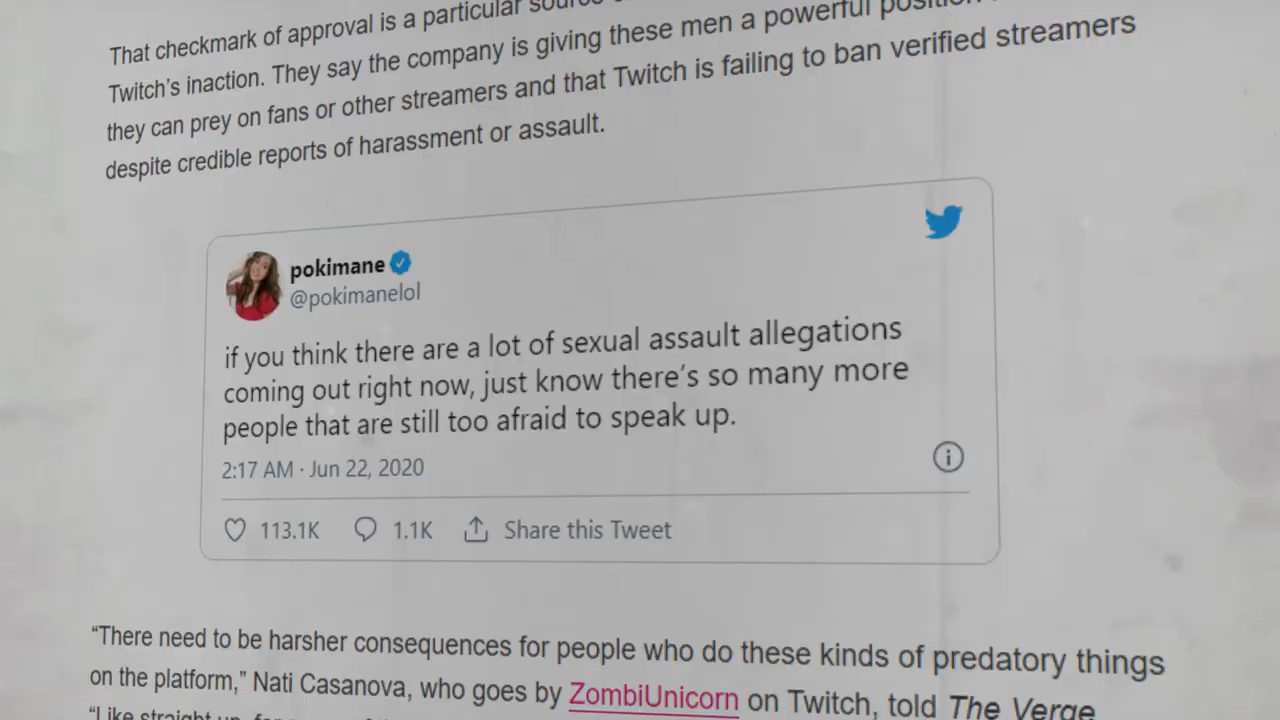 That checkmark of approval is a particular
Twitch's inaction. They say the company is giving these men a powerful
they can prey on fans or other streamers and that Twitch is failing to ban verified streamers
despite credible reports of harassment or assault.
pokimane
@pokimanelol
if you think there are a lot of sexual assault allegations
coming out right now, just know there's so many more
people that are still too afraid to speak up.
2:17 AM · Jun 22, 2020
113.1K 1.1K Share this Tweet
“There need to be harsher consequences for people who do these kinds of predatory things
on the platform,” Nati Casanova, who goes by ZombiUnicorn on Twitch, told The Verge
“Like straight up,